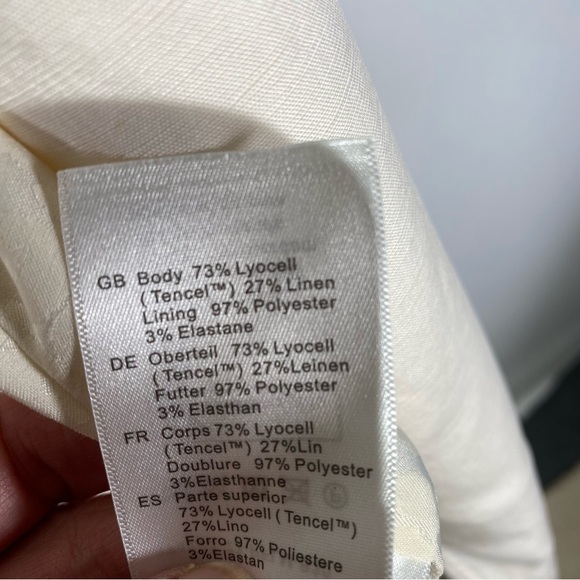 GB Body 73% Lyocell
(Tencel™) 27% Linen
Lining 97% Polyester
3% Elastane
DE Oberteil 73% Lyocell
(Tencel™) 27%Leinen
Futter 97% Polyester
3% Elasthan
FR Corps 73% Lyocell
(Tencel™) 27%Lin
Doublure 97% Polyester
3%Elasthanne
ES Parte superior
73% Lyocell (Tencel™)
27%Lino
Forro 97% Poliestere
3%Elastan